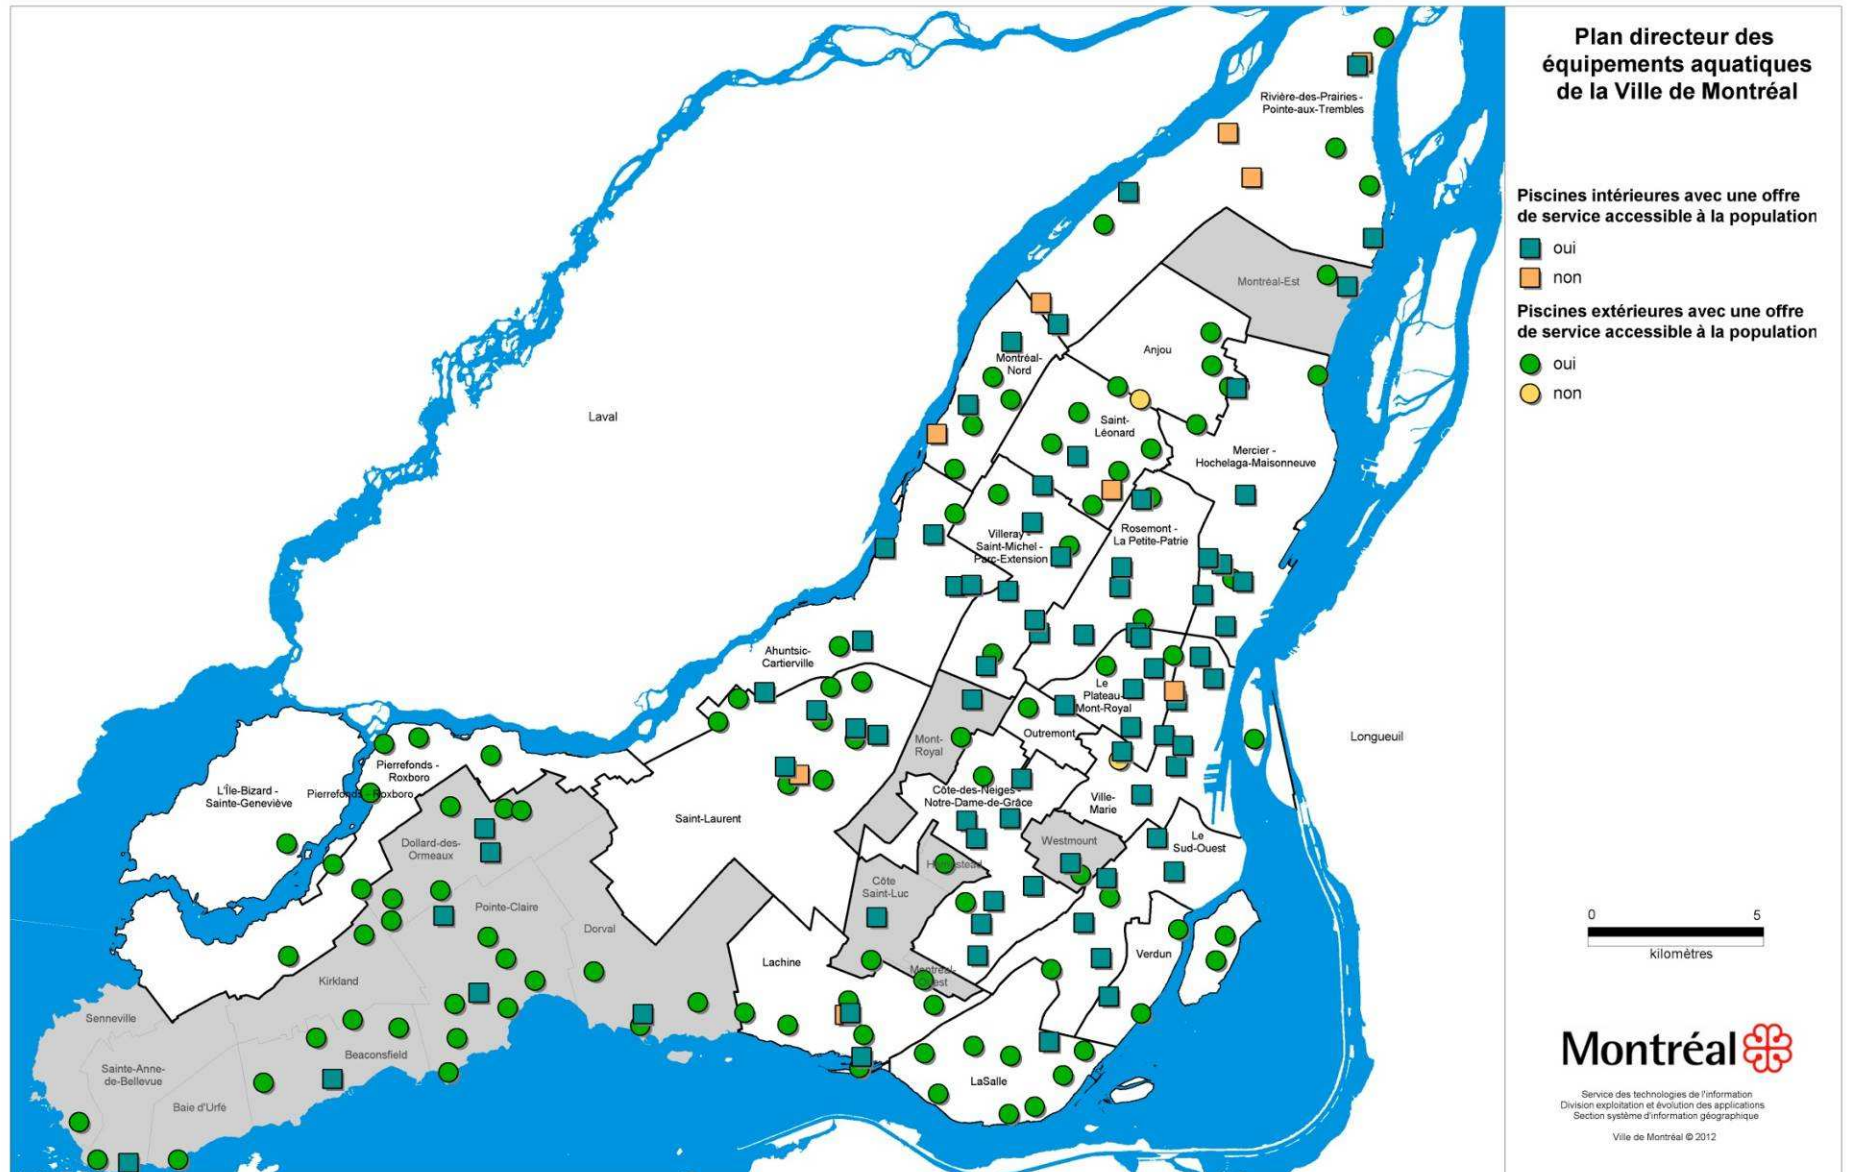 Plan directeur des
équipements aquatiques
de la Ville de Montréal
Piscines intérieures avec une offre
de service accessible à la population
oui
non
Piscines extérieures avec une offre
de service accessible à la population
oui
non
Rivière-des-Prairies -
Pointe-aux-Trembles
Montréal-Est
Anjou
Montréal-
Nord
Laval
Saint-
Léonard
Mercier -
Hochelaga-Maisonneuve
Rosemont -
La Petite-Patrie
Villeray -
Saint-Michel -
Parc-Extension
Ahuntsic-
Cartierville
Le
Plateau-
Mont-Royal
Outremont
Mont-
Royal
Longueuil
Pierrefonds -
Roxboro
Pierrefonds - Roxboro
L'Île-Bizard -
Sainte-Geneviève
Côte-des-Neiges -
Notre-Dame-de-Grâce
Ville-
Marie
Saint-Laurent
Westmount
Le
Sud-Ouest
Dollard-des-
Ormeaux
Hampstead
Côte
Saint-Luc
Pointe-Claire
Dorval
Lachine
Verdun
Montréal-
Ouest
Kirkland
Senneville
Beaconsfield
Sainte-Anne-
de-Bellevue
Baie d'Urfé
LaSalle
0 5
kilomètres
Montréal
Service des technologies de l'information
Division exploitation et évolution des applications
Section système d'information géographique
Ville de Montréal © 2012